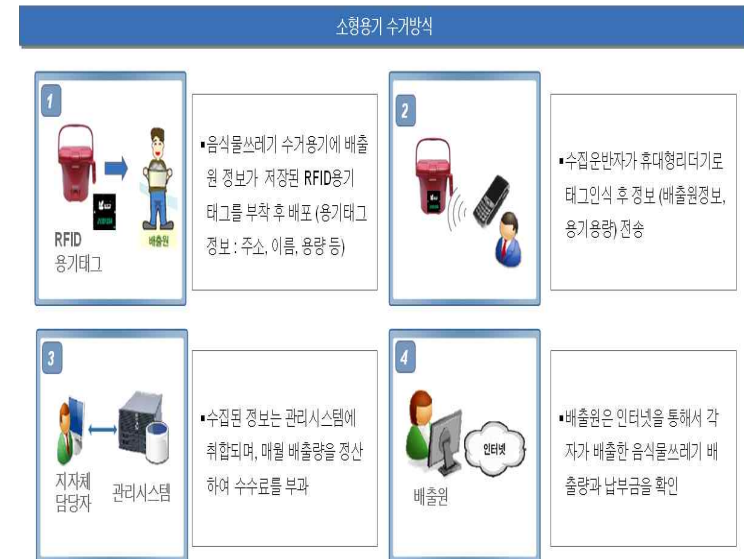 소형용기 수거방식
1
RFID
용기태그
배출원
▪음식물쓰레기 수거용기에 배출
원 정보가 저장된 RFID용기
태그를 부착 후 배포 (용기태그
정보 : 주소, 이름, 용량 등)
2
▪수집운반자가 휴대형리더기로
태그인식 후 정보 (배출원정보,
용기용량) 전송
3
지자체
담당자
관리시스템
▪수집된 정보는 관리시스템에
취합되며, 매월 배출량을 정산
하여 수수료를 부과
4
인터넷
배출원
▪배출원은 인터넷을 통해서 각
자가 배출한 음식물쓰레기 배
출량과 납부금을 확인